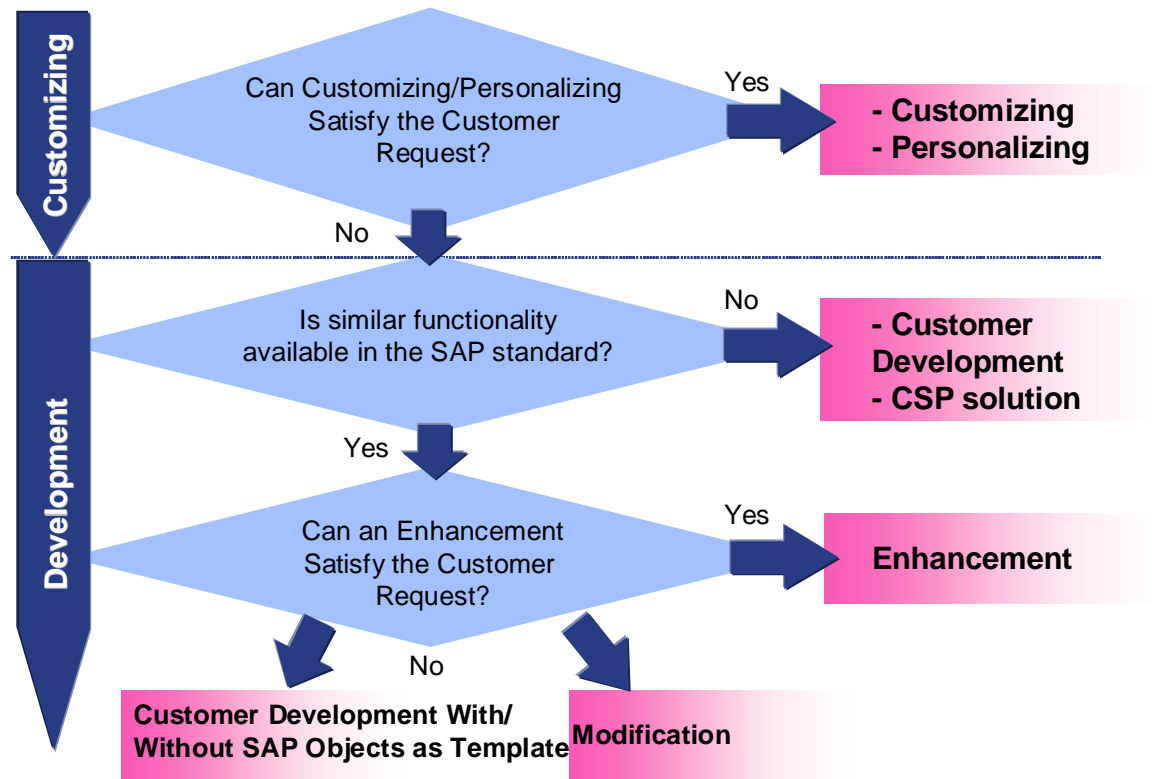 Customizing
Can Customizing/Personalizing
Satisfy the Customer
Request?
Yes
- Customizing
- Personalizing
No
Development
Is similar functionality
available in the SAP standard?
No
- Customer
Development
- CSP solution
Yes
Can an Enhancement
Satisfy the Customer
Request?
Yes
Enhancement
No
Customer Development With/
Without SAP Objects as Template
Modification